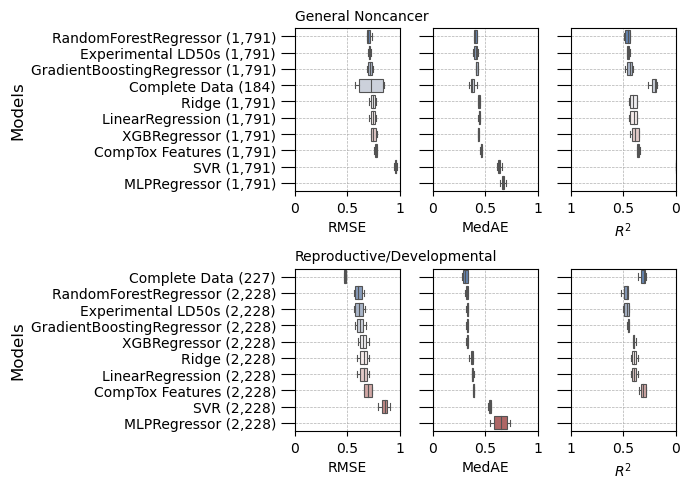 General Noncancer
Models
RandomForestRegressor (1,791)
Experimental LD50s (1,791)
GradientBoostingRegressor (1,791)
Complete Data (184)
Ridge (1,791)
LinearRegression (1,791)
XGBRegressor (1,791)
CompTox Features (1,791)
SVR (1,791)
MLPRegressor (1,791)
0 0.5 1 0 0.5 1 1 0.5 0
RMSE MedAE R²
Reproductive/Developmental
Models
Complete Data (227)
RandomForestRegressor (2,228)
Experimental LD50s (2,228)
GradientBoostingRegressor (2,228)
XGBRegressor (2,228)
Ridge (2,228)
LinearRegression (2,228)
CompTox Features (2,228)
SVR (2,228)
MLPRegressor (2,228)
0 0.5 1 0 0.5 1 1 0.5 0
RMSE MedAE R²